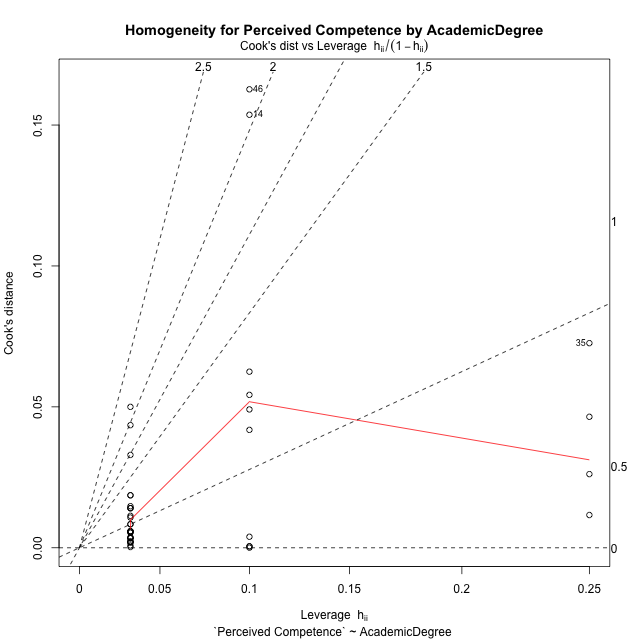 Homogeneity for Perceived Competence by AcademicDegree
Cook's dist vs Leverage hii/(1 − hii)
2.5 2 1.5
46
14
1
35
0.5
0
Cook's distance
0.15
0.10
0.05
0.00
0 0.05 0.1 0.15 0.2 0.25
Leverage hii
`Perceived Competence` ~ AcademicDegree